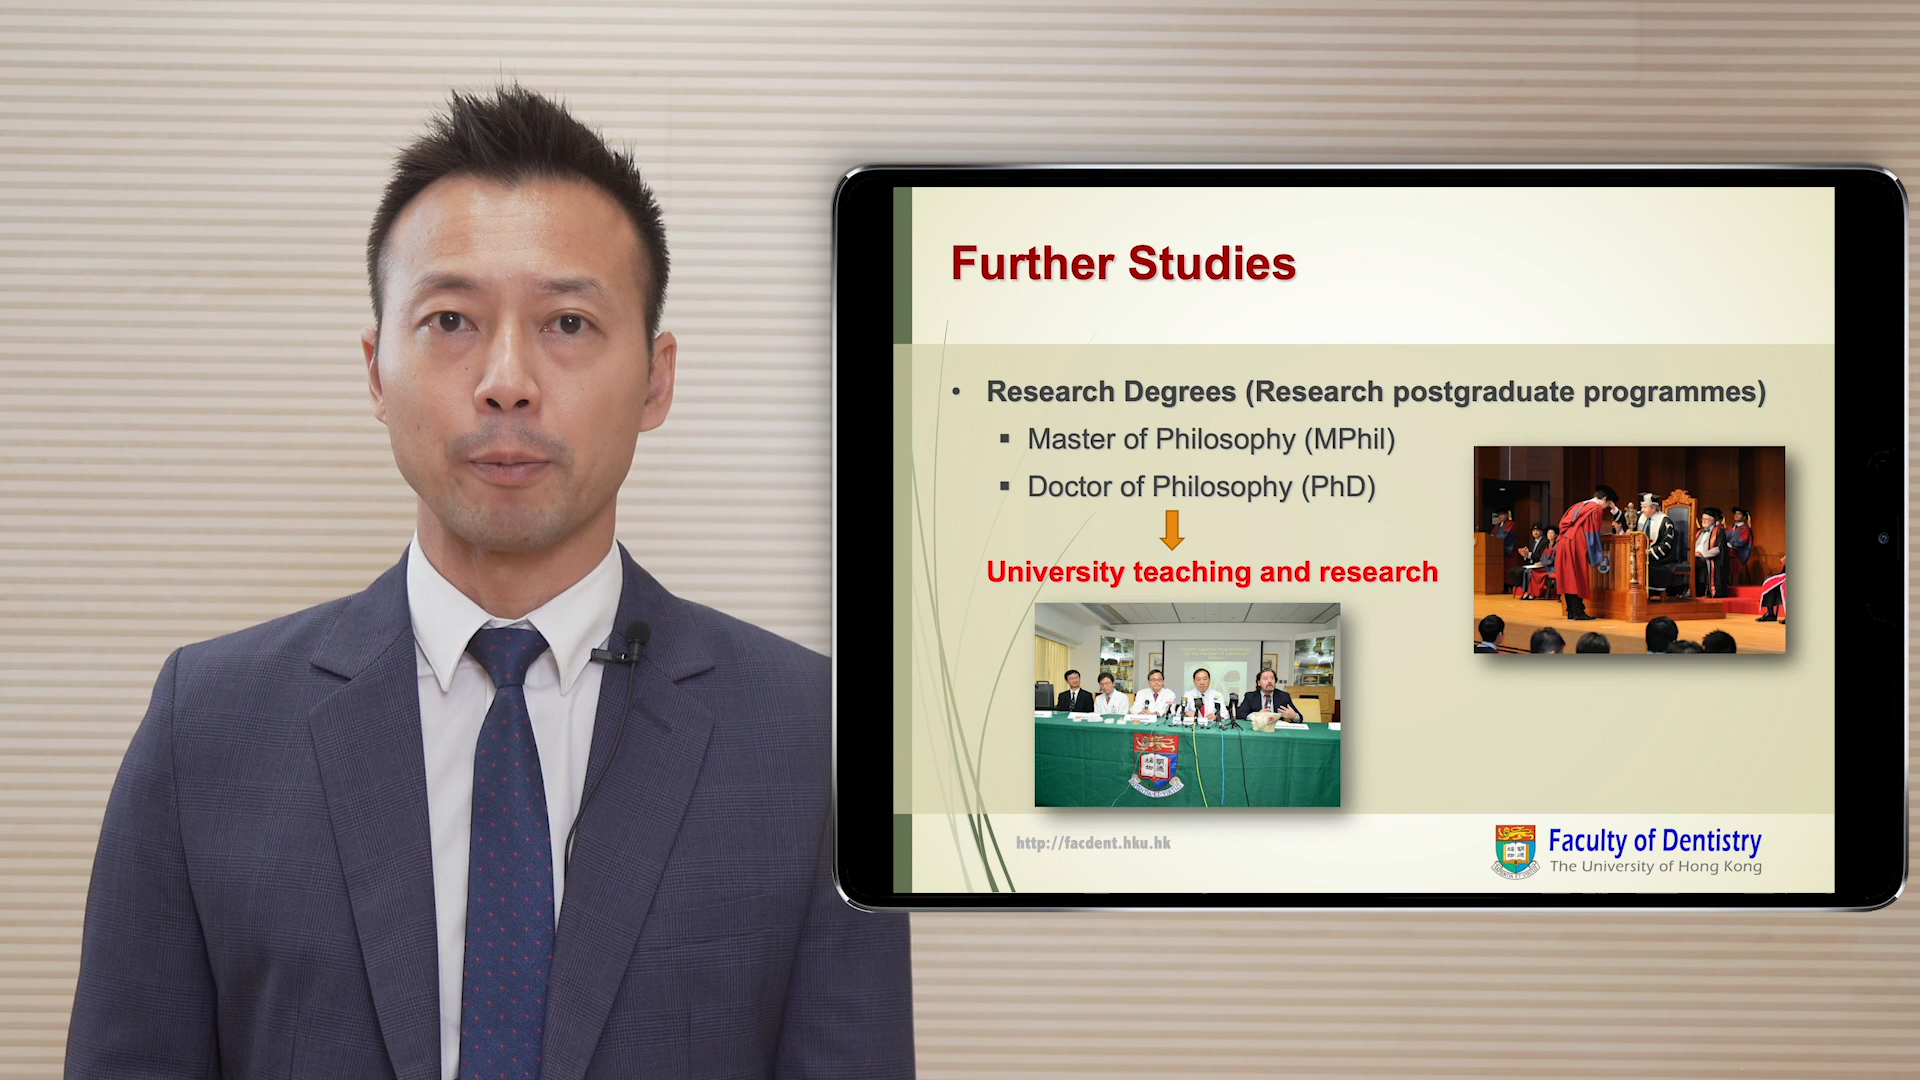 Further Studies
• Research Degrees (Research postgraduate programmes)
▪ Master of Philosophy (MPhil)
▪ Doctor of Philosophy (PhD)
University teaching and research
http://facdent.hku.hk
Faculty of Dentistry
The University of Hong Kong